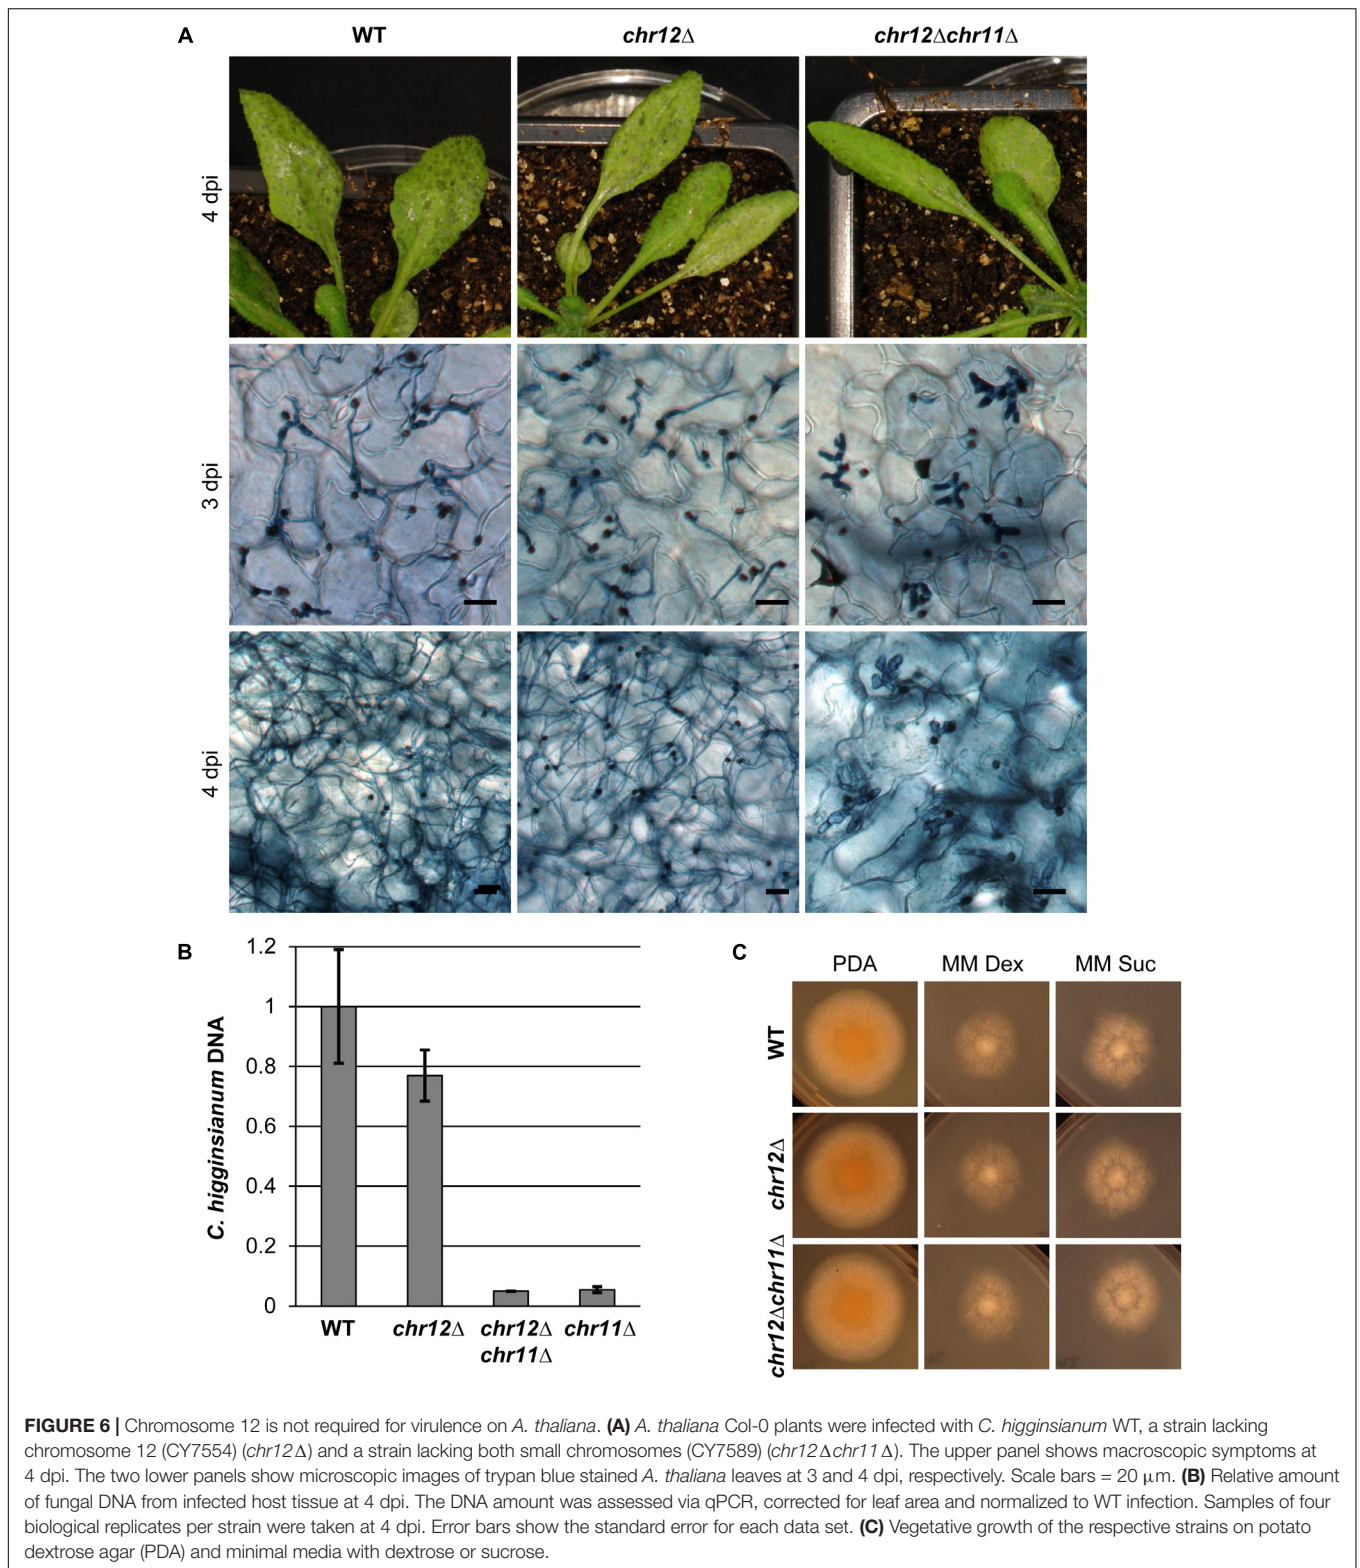 A
WT
chr12Δ
chr12Δchr11Δ
4 dpi
3 dpi
4 dpi
B
1.2
1
0.8
0.6
0.4
0.2
0
C. higginsianum DNA
WT
chr12Δ
chr12Δ
chr11Δ
chr11Δ
C
PDA
MM Dex
MM Suc
WT
chr12Δ
chr12Δchr11Δ
FIGURE 6 | Chromosome 12 is not required for virulence on A. thaliana. (A) A. thaliana Col-0 plants were infected with C. higginsianum WT, a strain lacking
chromosome 12 (CY7554) (chr12Δ) and a strain lacking both small chromosomes (CY7589) (chr12Δchr11Δ). The upper panel shows macroscopic symptoms at
4 dpi. The two lower panels show microscopic images of trypan blue stained A. thaliana leaves at 3 and 4 dpi, respectively. Scale bars = 20 μm. (B) Relative amount
of fungal DNA from infected host tissue at 4 dpi. The DNA amount was assessed via qPCR, corrected for leaf area and normalized to WT infection. Samples of four
biological replicates per strain were taken at 4 dpi. Error bars show the standard error for each data set. (C) Vegetative growth of the respective strains on potato
dextrose agar (PDA) and minimal media with dextrose or sucrose.